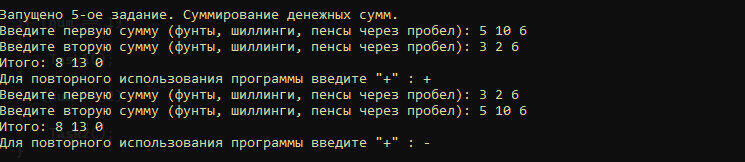 Запущено 5-ое задание. Суммирование денежных сумм.
Введите первую сумму (фунты, шиллинги, пенсы через пробел): 5 10 6
Введите вторую сумму (фунты, шиллинги, пенсы через пробел): 3 2 6
Итого: 8 13 0
Для повторного использования программы введите "+" : +
Введите первую сумму (фунты, шиллинги, пенсы через пробел): 3 2 6
Введите вторую сумму (фунты, шиллинги, пенсы через пробел): 5 10 6
Итого: 8 13 0
Для повторного использования программы введите "+" : -